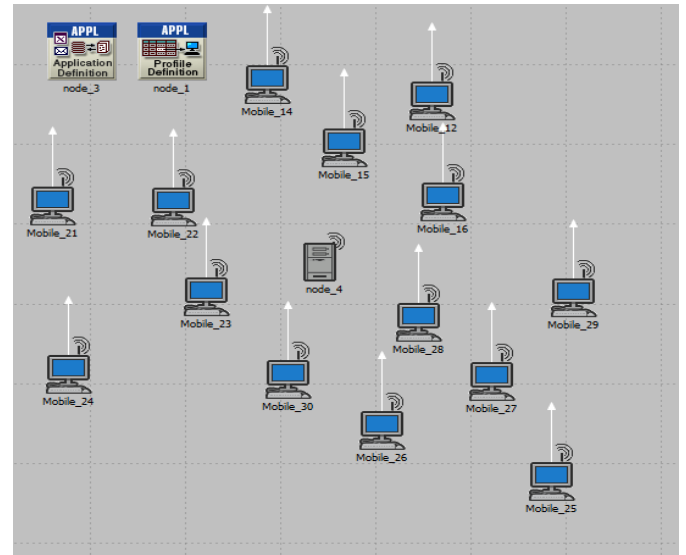 APPL
Application
Definition
node_3
APPL
Profile
Definition
node_1
Mobile_14
Mobile_12
Mobile_15
Mobile_16
Mobile_21
Mobile_22
node_4
Mobile_23
Mobile_29
Mobile_28
Mobile_24
Mobile_30
Mobile_27
Mobile_26
Mobile_25